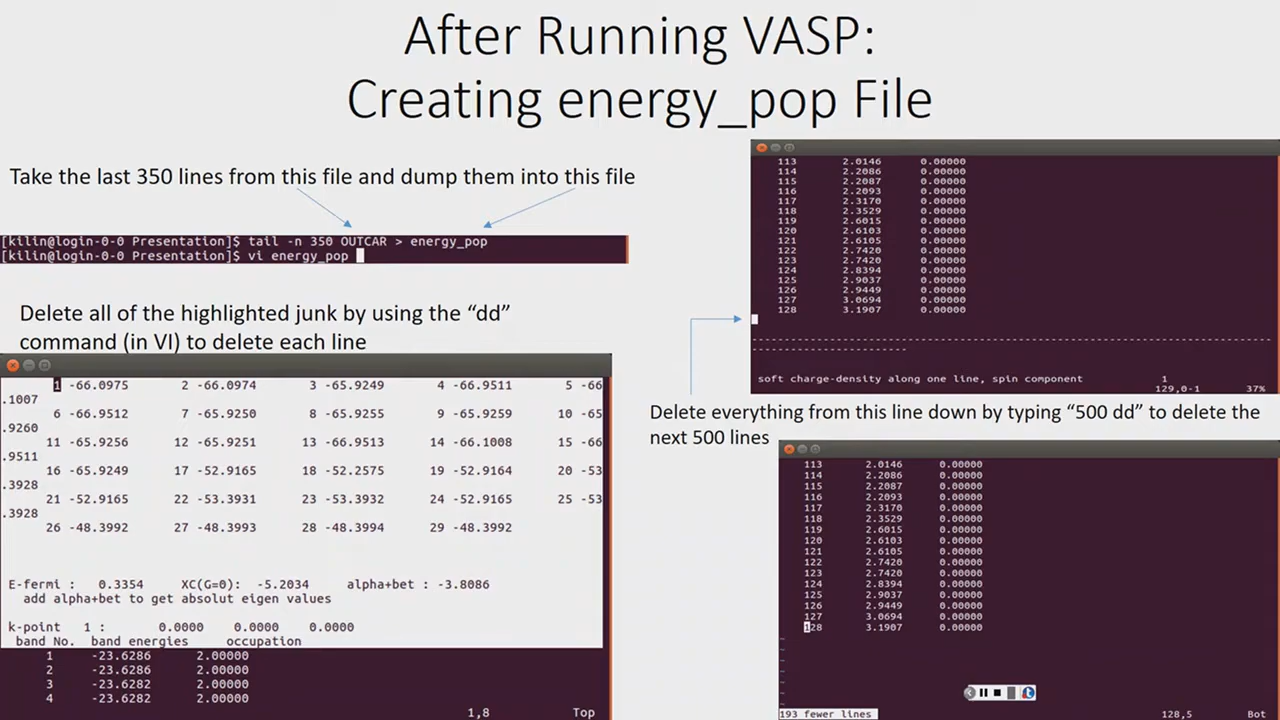 After Running VASP:
Creating energy_pop File
Take the last 350 lines from this file and dump them into this file
[kilin@login-0-0 Presentation]$ tail -n 350 OUTCAR > energy_pop
[kilin@login-0-0 Presentation]$ vi energy_pop
Delete all of the highlighted junk by using the “dd”
command (in VI) to delete each line
1 -66.0975 2 -66.0974 3 -65.9249 4 -66.9511 5 -66
.1007
6 -66.9512 7 -65.9250 8 -65.9255 9 -65.9259 10 -65
.9260
11 -65.9256 12 -65.9251 13 -66.9513 14 -66.1008 15 -66
.9511
16 -65.9249 17 -52.9165 18 -52.2575 19 -52.9164 20 -53
.3928
21 -52.9165 22 -53.3931 23 -53.3932 24 -52.9165 25 -53
.3928
26 -48.3992 27 -48.3993 28 -48.3994 29 -48.3992
E-fermi : 0.3354 XC(G=0): -5.2034 alpha+bet : -3.8086
add alpha+bet to get absolut eigen values
k-point 1 : 0.0000 0.0000 0.0000
band No. band energies occupation
1 -23.6286 2.00000
2 -23.6286 2.00000
3 -23.6282 2.00000
4 -23.6282 2.00000
1,8 Top
113 2.0146 0.00000
114 2.2086 0.00000
115 2.2087 0.00000
116 2.2093 0.00000
117 2.3170 0.00000
118 2.3529 0.00000
119 2.6015 0.00000
120 2.6103 0.00000
121 2.6105 0.00000
122 2.7420 0.00000
123 2.7420 0.00000
124 2.8394 0.00000
125 2.9037 0.00000
126 2.9449 0.00000
127 3.0694 0.00000
128 3.1907 0.00000
soft charge-density along one line, spin component 1
129,0-1 37%
Delete everything from this line down by typing “500 dd” to delete the
next 500 lines
113 2.0146 0.00000
114 2.2086 0.00000
115 2.2087 0.00000
116 2.2093 0.00000
117 2.3170 0.00000
118 2.3529 0.00000
119 2.6015 0.00000
120 2.6103 0.00000
121 2.6105 0.00000
122 2.7420 0.00000
123 2.7420 0.00000
124 2.8394 0.00000
125 2.9037 0.00000
126 2.9449 0.00000
127 3.0694 0.00000
128 3.1907 0.00000
193 fewer lines 128,5 Bot